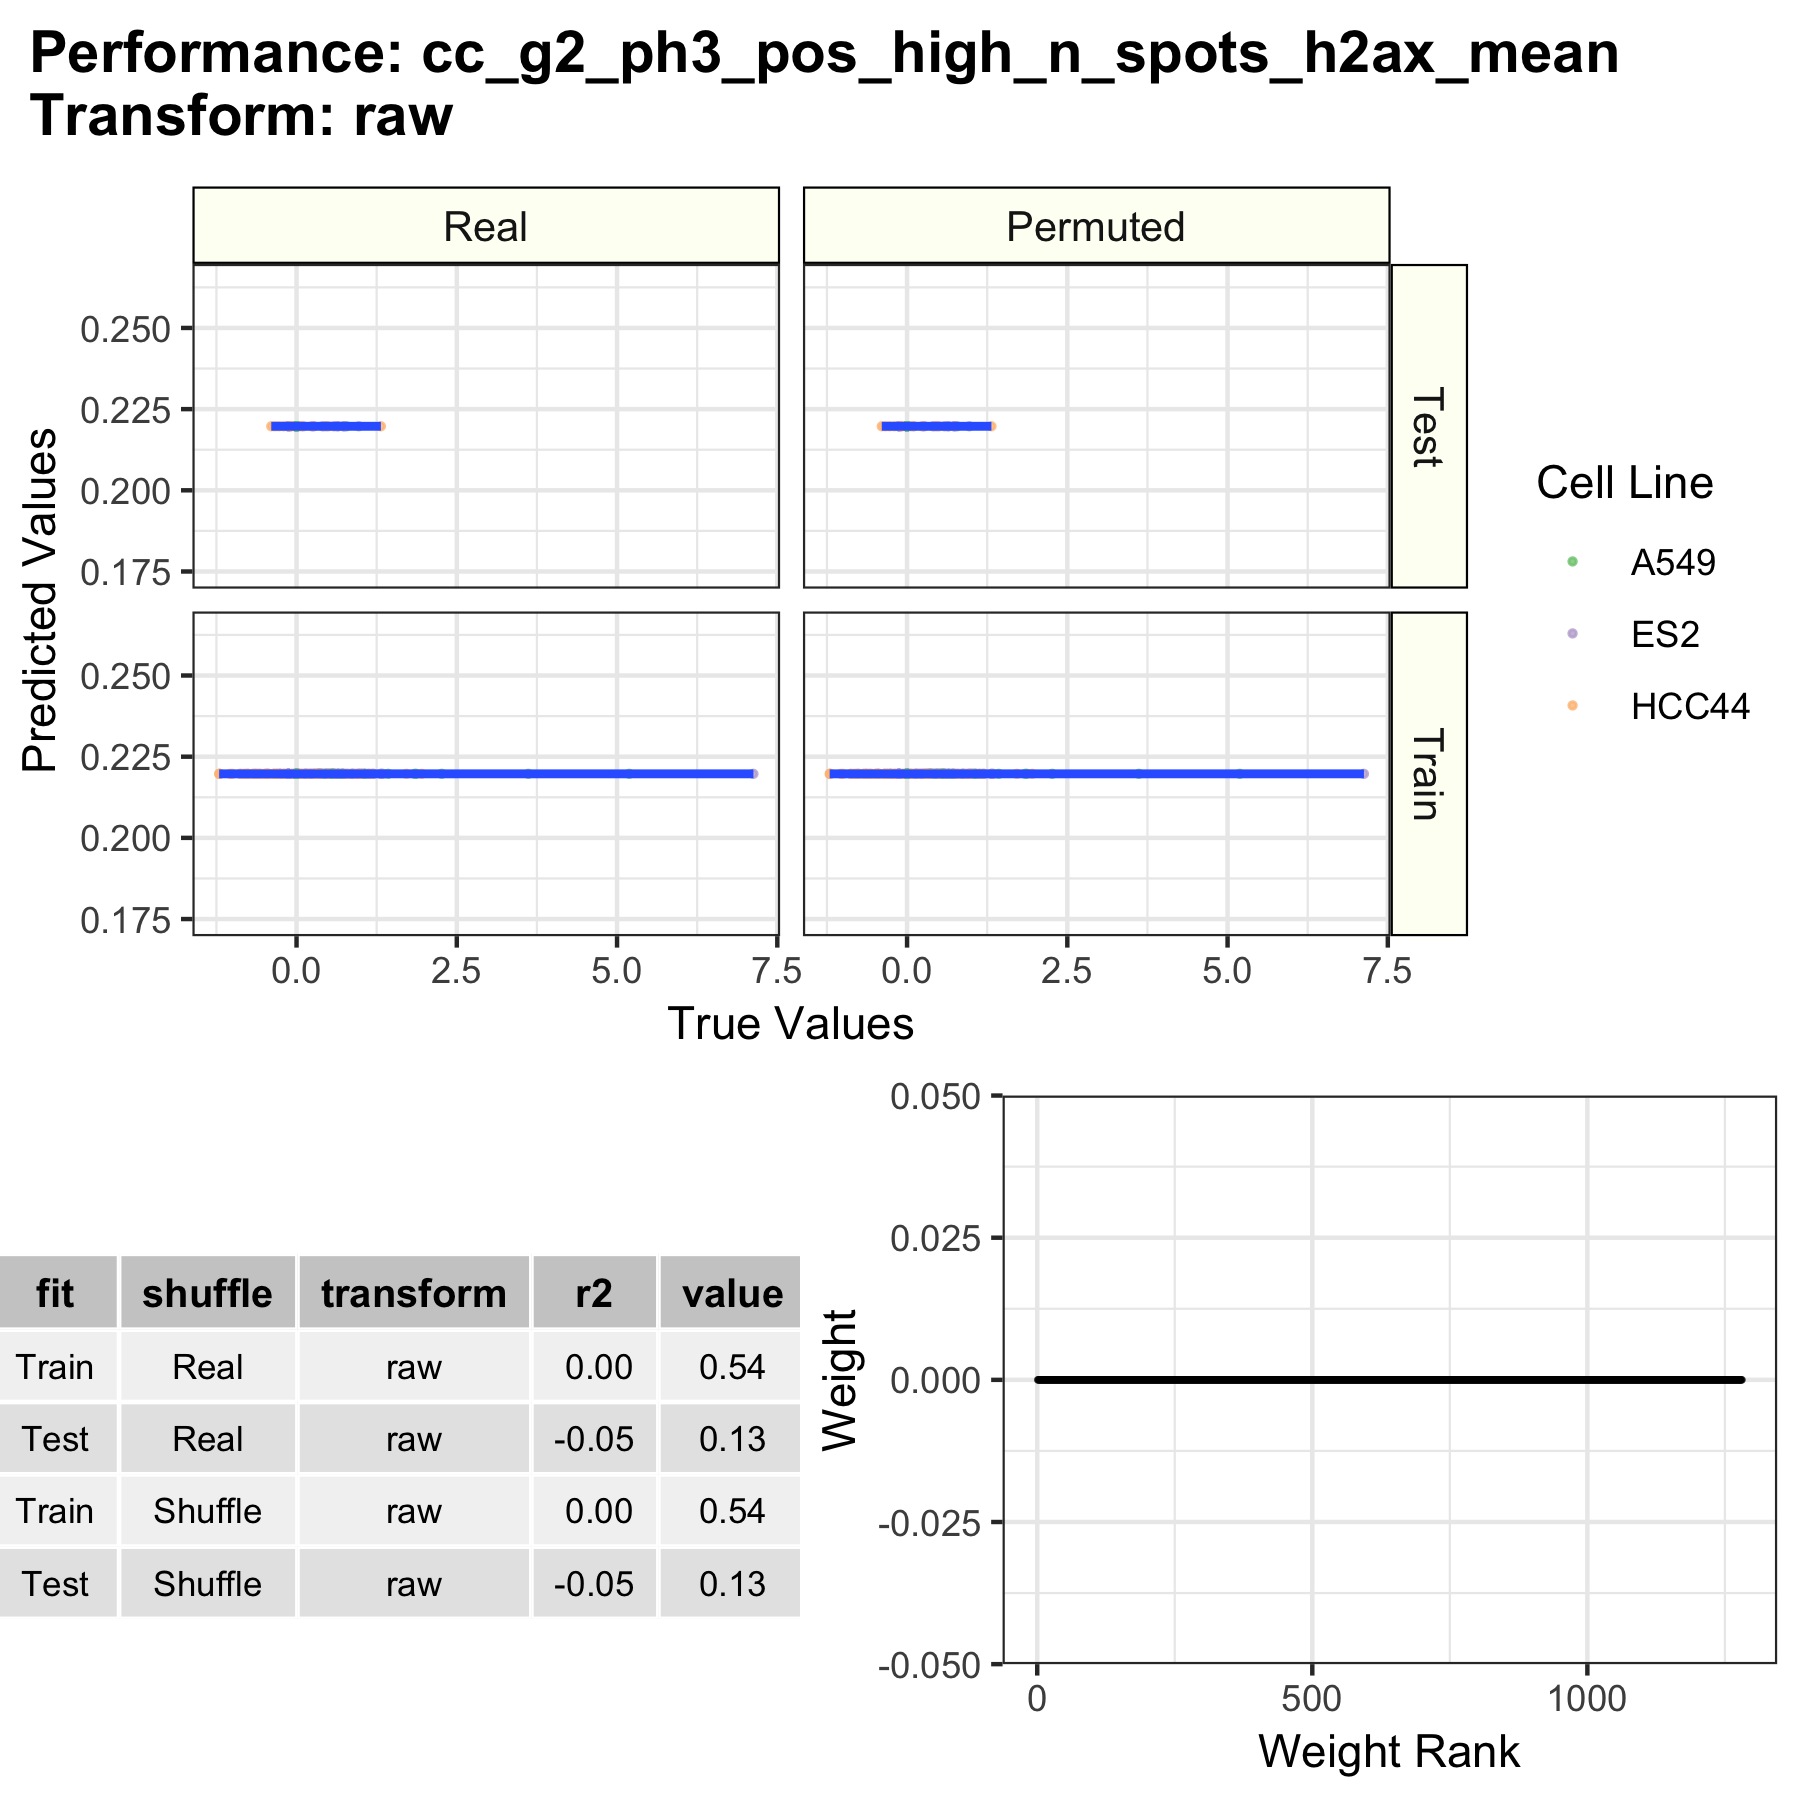 Performance: cc_g2_ph3_pos_high_n_spots_h2ax_mean
Transform: raw
Real
Permuted
0.250
0.225
0.200
0.175
Test
0.250
0.225
0.200
0.175
Train
Predicted Values
0.0 2.5 5.0 7.5
0.0 2.5 5.0 7.5
True Values
Cell Line
A549
ES2
HCC44
fit shuffle transform r2 value
Train Real raw 0.00 0.54
Test Real raw -0.05 0.13
Train Shuffle raw 0.00 0.54
Test Shuffle raw -0.05 0.13
Weight
0.050
0.025
0.000
-0.025
-0.050
0 500 1000
Weight Rank